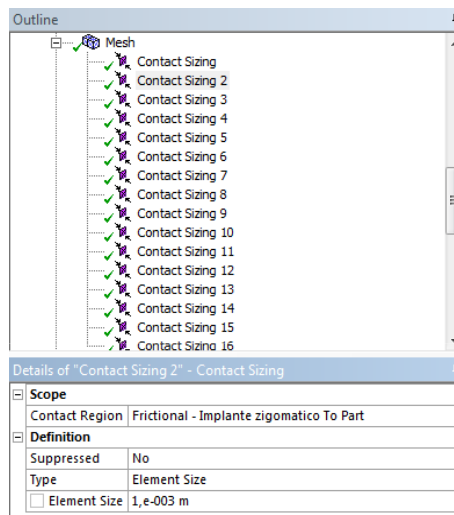 Outline
Mesh
Contact Sizing
Contact Sizing 2
Contact Sizing 3
Contact Sizing 4
Contact Sizing 5
Contact Sizing 6
Contact Sizing 7
Contact Sizing 8
Contact Sizing 9
Contact Sizing 10
Contact Sizing 11
Contact Sizing 12
Contact Sizing 13
Contact Sizing 14
Contact Sizing 15
Contact Sizing 16
Details of "Contact Sizing 2" - Contact Sizing
Scope
Contact Region Frictional - Implante zigomatico To Part
Definition
Suppressed No
Type Element Size
Element Size 1,e-003 m